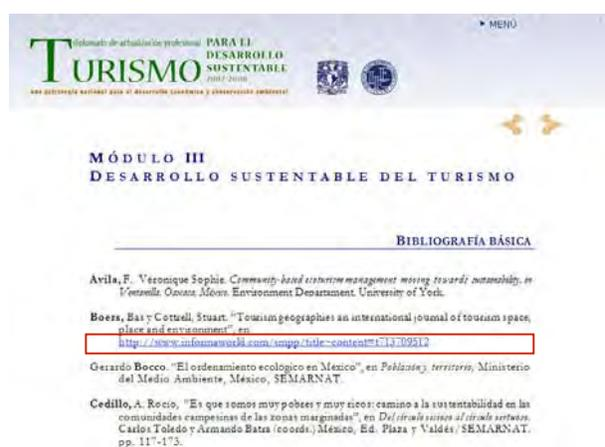 MENÚ
diplomado de actualización profesional PARA EL
DESARROLLO
TURISMO SUSTENTABLE
2007-2008
una estrategia nacional para el desarrollo económico y conservación ambiental
MÓDULO III
DESARROLLO SUSTENTABLE DEL TURISMO
BIBLIOGRAFÍA BÁSICA
Avila, F. Véronique Sophie. Community-based ecoturism management moving towards sustainability, in
Ventanilla, Oaxaca, México. Environment Departament. University of York.
Boers, Bas y Cottrell, Stuart. "Tourism geographies an international journal of tourism space,
place and environment", en
http://www.informaworld.com/smpp/title~content=t713709512
Gerardo Bocco. "El ordenamiento ecológico en México", en Población y territorio, Ministerio
del Medio Ambiente, México, SEMARNAT.
Cedillo, A. Rocío, "Es que somos muy pobres y muy ricos: camino a la sustentabilidad en las
comunidades campesinas de las zonas marginadas", en Del círculo vicioso al círculo virtuoso.
Carlos Toledo y Armando Batra (coords.) México, Ed. Plaza y Valdés/SEMARNAT.
pp. 117-173.